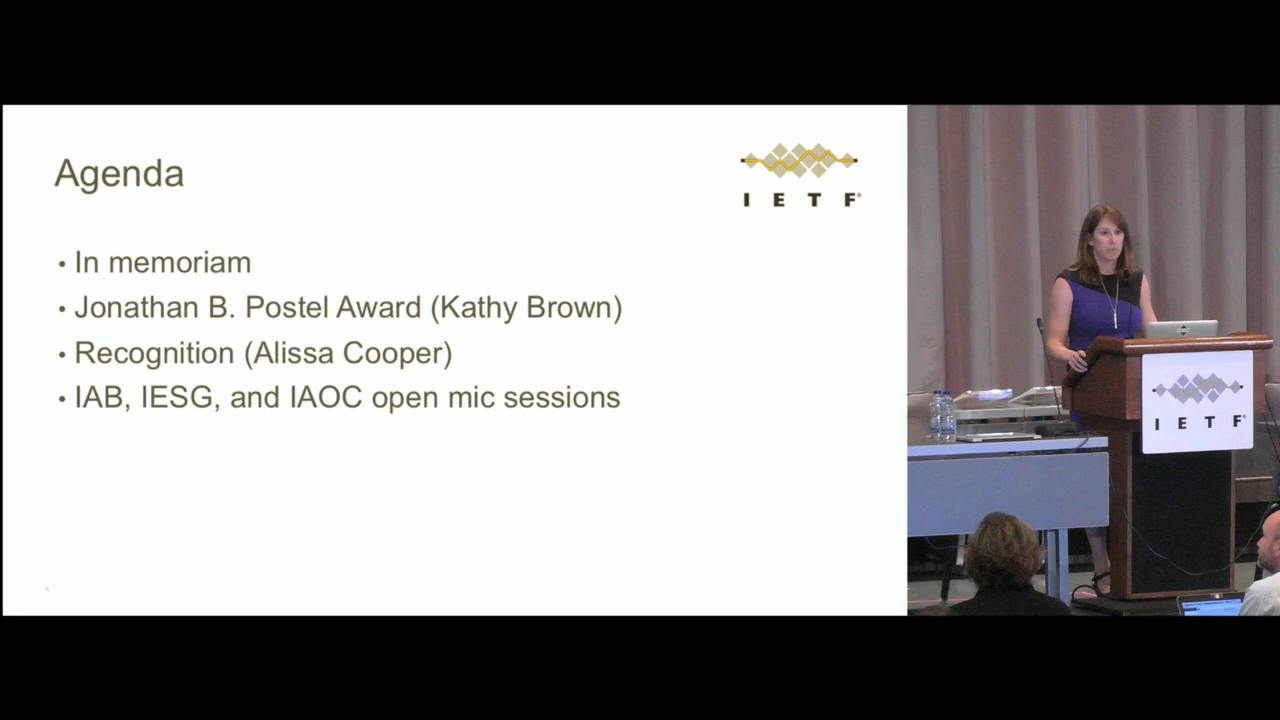 Agenda
IETF®
• In memoriam
• Jonathan B. Postel Award (Kathy Brown)
• Recognition (Alissa Cooper)
• IAB, IESG, and IAOC open mic sessions
IETF®